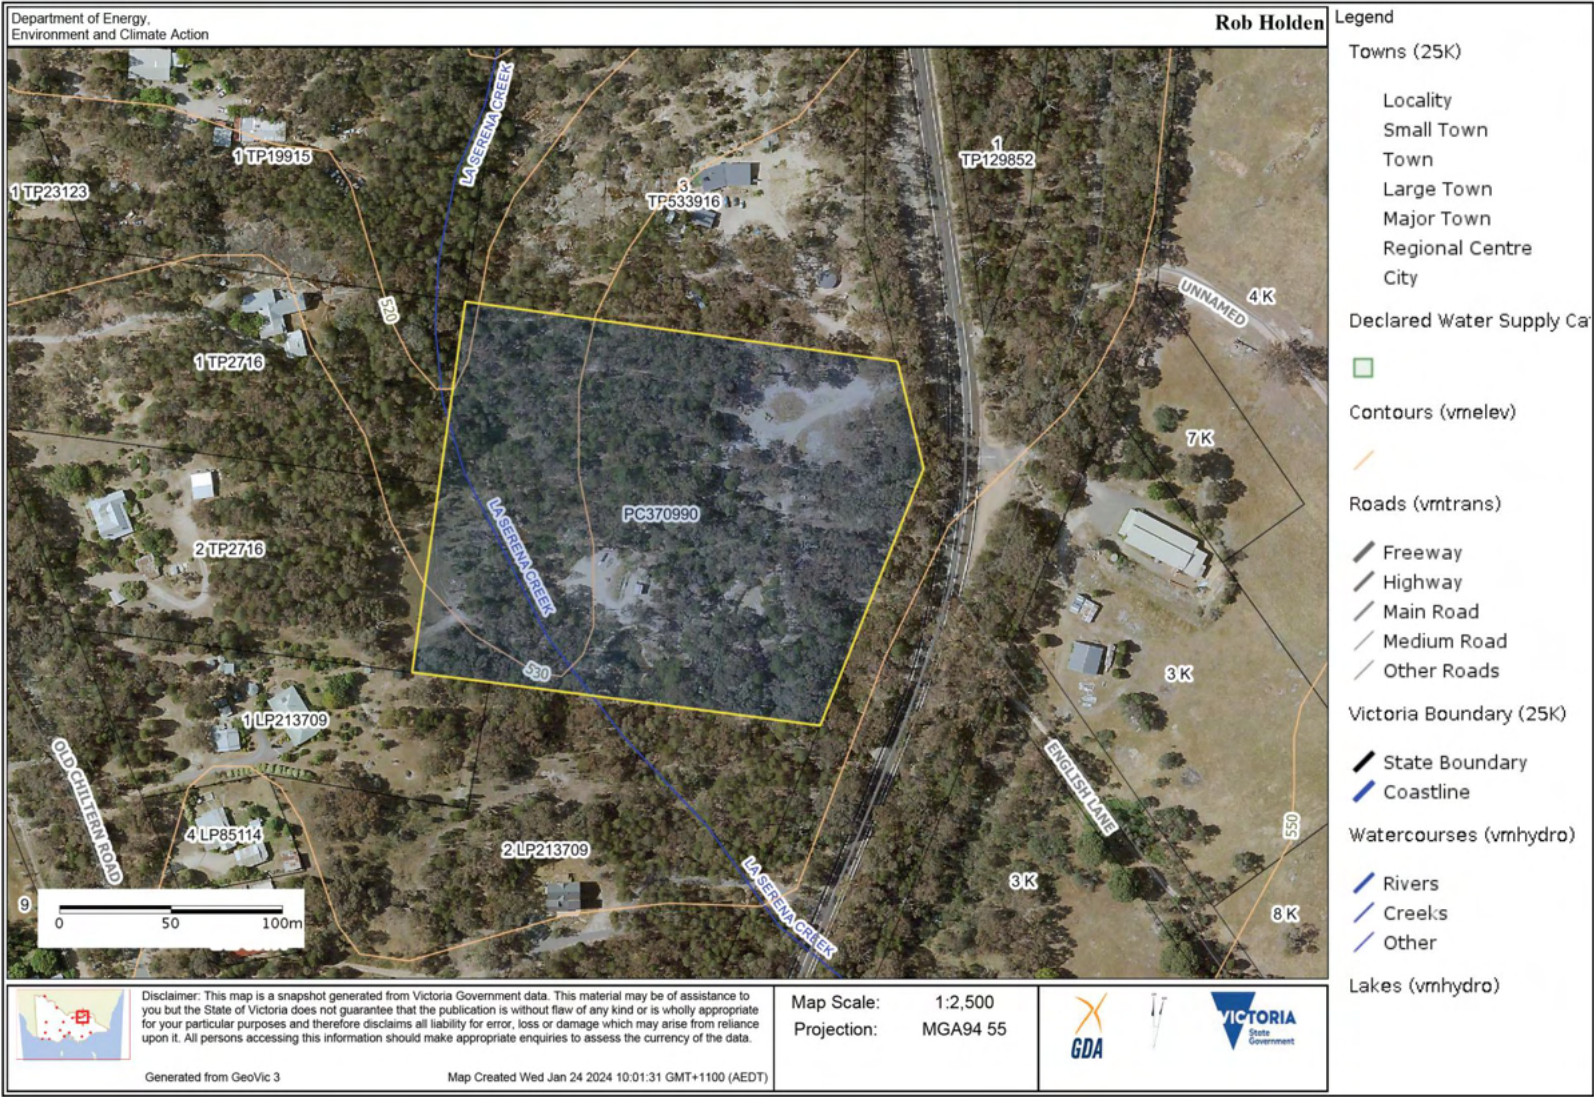 Department of Energy,
Environment and Climate Action
Rob Holden
Legend
Towns (25K)
Locality
Small Town
Town
Large Town
Major Town
Regional Centre
City
Declared Water Supply Ca
Contours (vmelev)
Roads (vmtrans)
Freeway
Highway
Main Road
Medium Road
Other Roads
Victoria Boundary (25K)
State Boundary
Coastline
Watercourses (vmhydro)
Rivers
Creeks
Other
Lakes (vmhydro)
LA SERENA CREEK
1 TP19915
1 TP23123
3
TP533916
1
TP129852
UNNAMED
4 K
520
1 TP2716
7 K
PC370990
LA SERENA CREEK
2 TP2716
530
3 K
1 LP213709
OLD CHILTERN ROAD
ENGLISH LANE
550
4 LP85114
2 LP213709
LA SERENA CREEK
3 K
8 K
9
0 50 100m
Disclaimer: This map is a snapshot generated from Victoria Government data. This material may be of assistance to
you but the State of Victoria does not guarantee that the publication is without flaw of any kind or is wholly appropriate
for your particular purposes and therefore disclaims all liability for error, loss or damage which may arise from reliance
upon it. All persons accessing this information should make appropriate enquiries to assess the currency of the data.
Generated from GeoVic 3
Map Created Wed Jan 24 2024 10:01:31 GMT+1100 (AEDT)
Map Scale: 1:2,500
Projection: MGA94 55
GDA
VICTORIA
State
Government